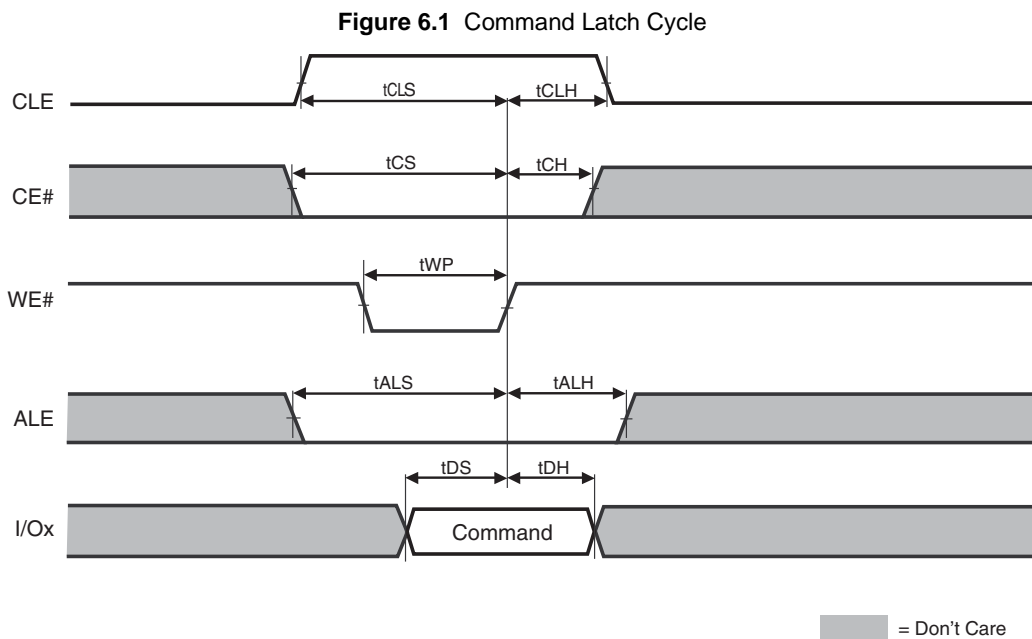 Figure 6.1 Command Latch Cycle
CLE
tCLS
tCLH
CE#
tCS
tCH
WE#
tWP
ALE
tALS
tALH
I/Ox
tDS
tDH
Command
= Don't Care